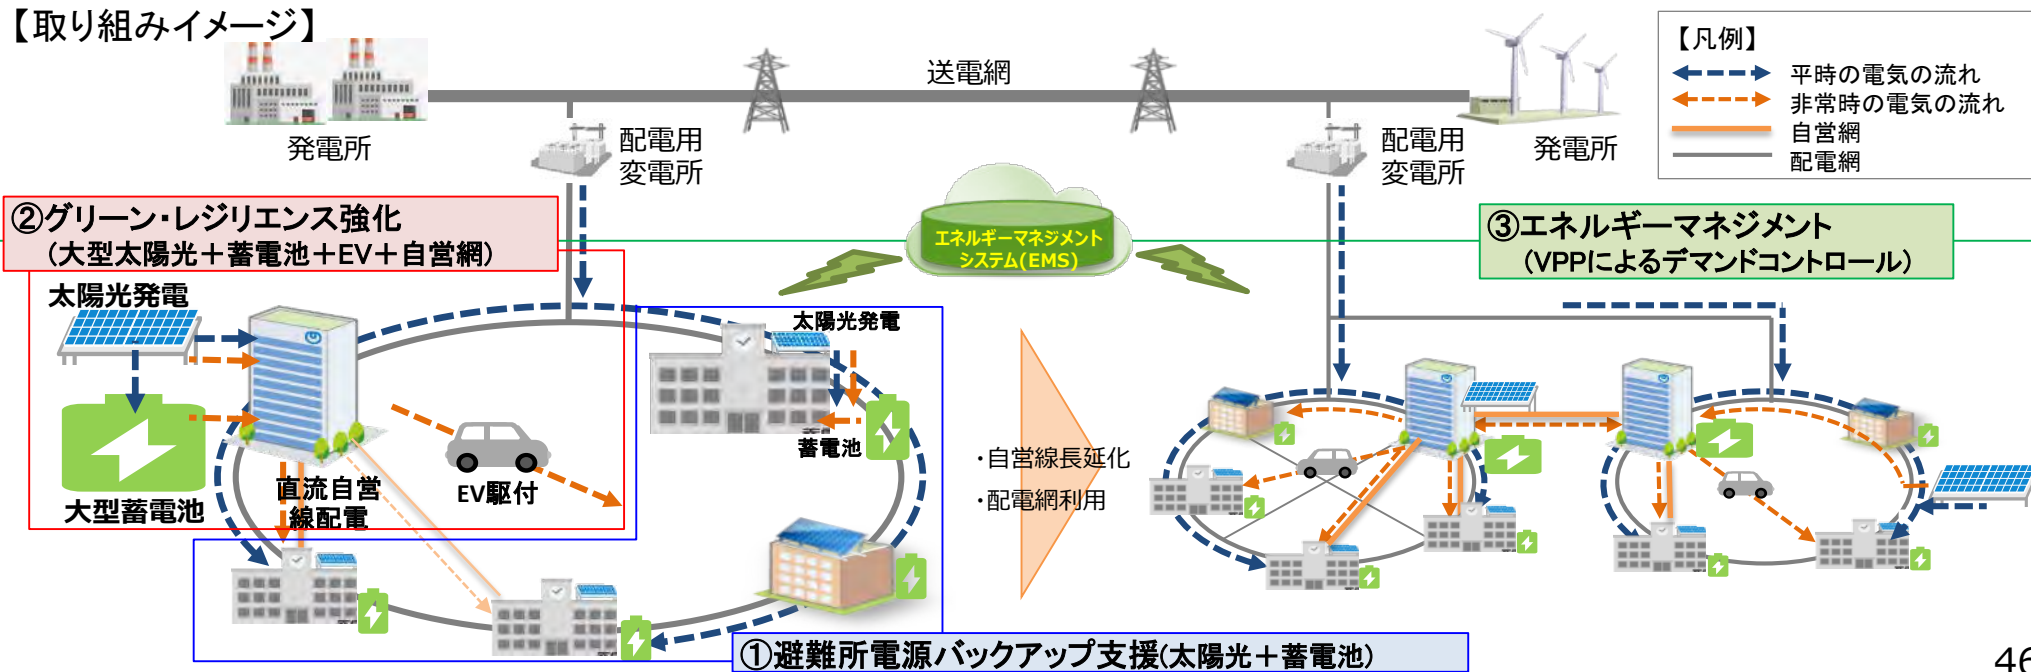 【取り組みイメージ】
発電所
配電用
変電所
送電網
配電用
変電所
発電所
【凡例】
平時の電気の流れ
非常時の電気の流れ
自営網
配電網
②グリーン・レジリエンス強化
（大型太陽光＋蓄電池＋EV＋自営網）
エネルギーマネジメント
システム(EMS)
③エネルギーマネジメント
（VPPによるデマンドコントロール）
太陽光発電
大型蓄電池
直流自営
線配電
EV駆付
太陽光発電
蓄電池
・自営線長延化
・配電網利用
①避難所電源バックアップ支援(太陽光＋蓄電池)
46